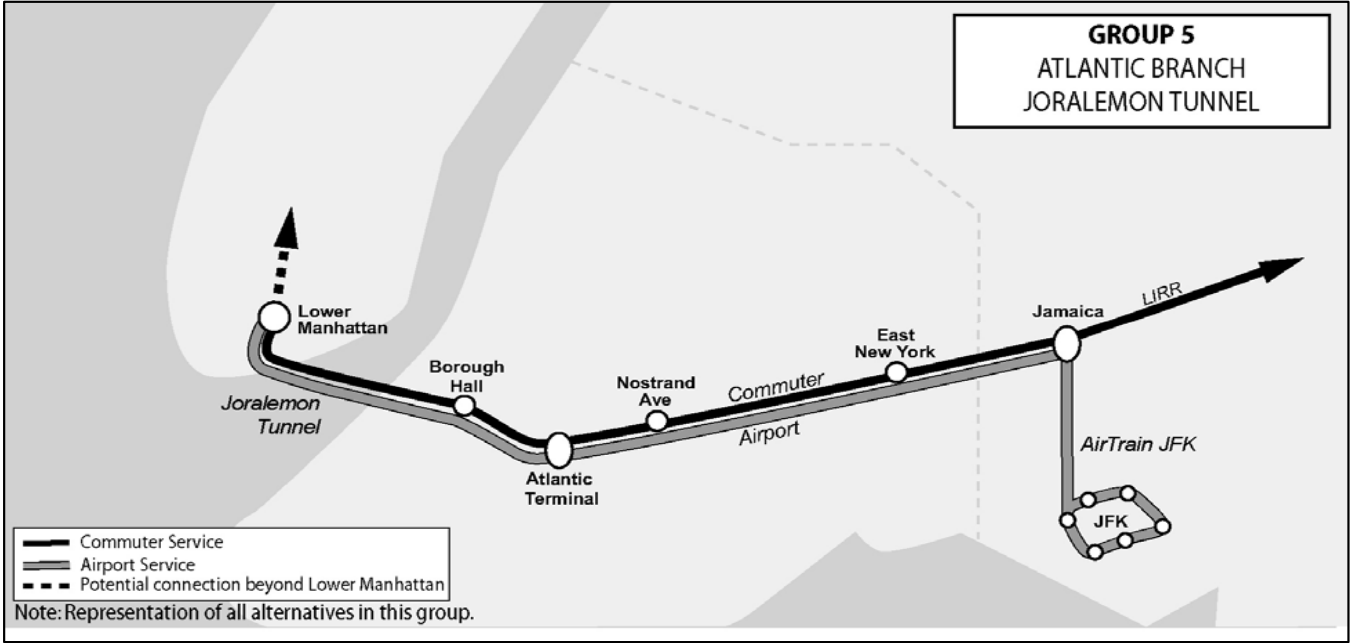 GROUP 5
ATLANTIC BRANCH
JORALEMON TUNNEL
Lower
Manhattan
Joralemon
Tunnel
Borough
Hall
Atlantic
Terminal
Nostrand
Ave
Commuter
Airport
East
New York
Jamaica
LIRR
AirTrain JFK
JFK
Commuter Service
Airport Service
Potential connection beyond Lower Manhattan
Note: Representation of all alternatives in this group.